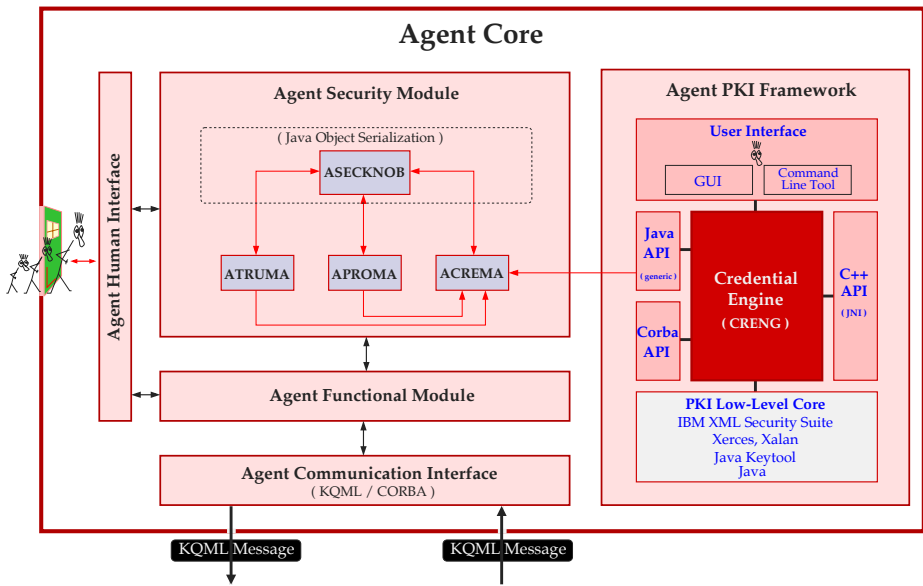 Agent Core
Agent Human Interface
Agent Security Module
( Java Object Serialization )
ASECKNOB
ATRUMA
APROMA
ACREMA
Agent Functional Module
Agent Communication Interface
( KQML / CORBA )
KQML Message
KQML Message
Agent PKI Framework
User Interface
GUI
Command
Line Tool
Java
API
( generic )
Corba
API
Credential
Engine
( CRENG )
C++
API
( JNI )
PKI Low-Level Core
IBM XML Security Suite
Xerces, Xalan
Java Keytool
Java